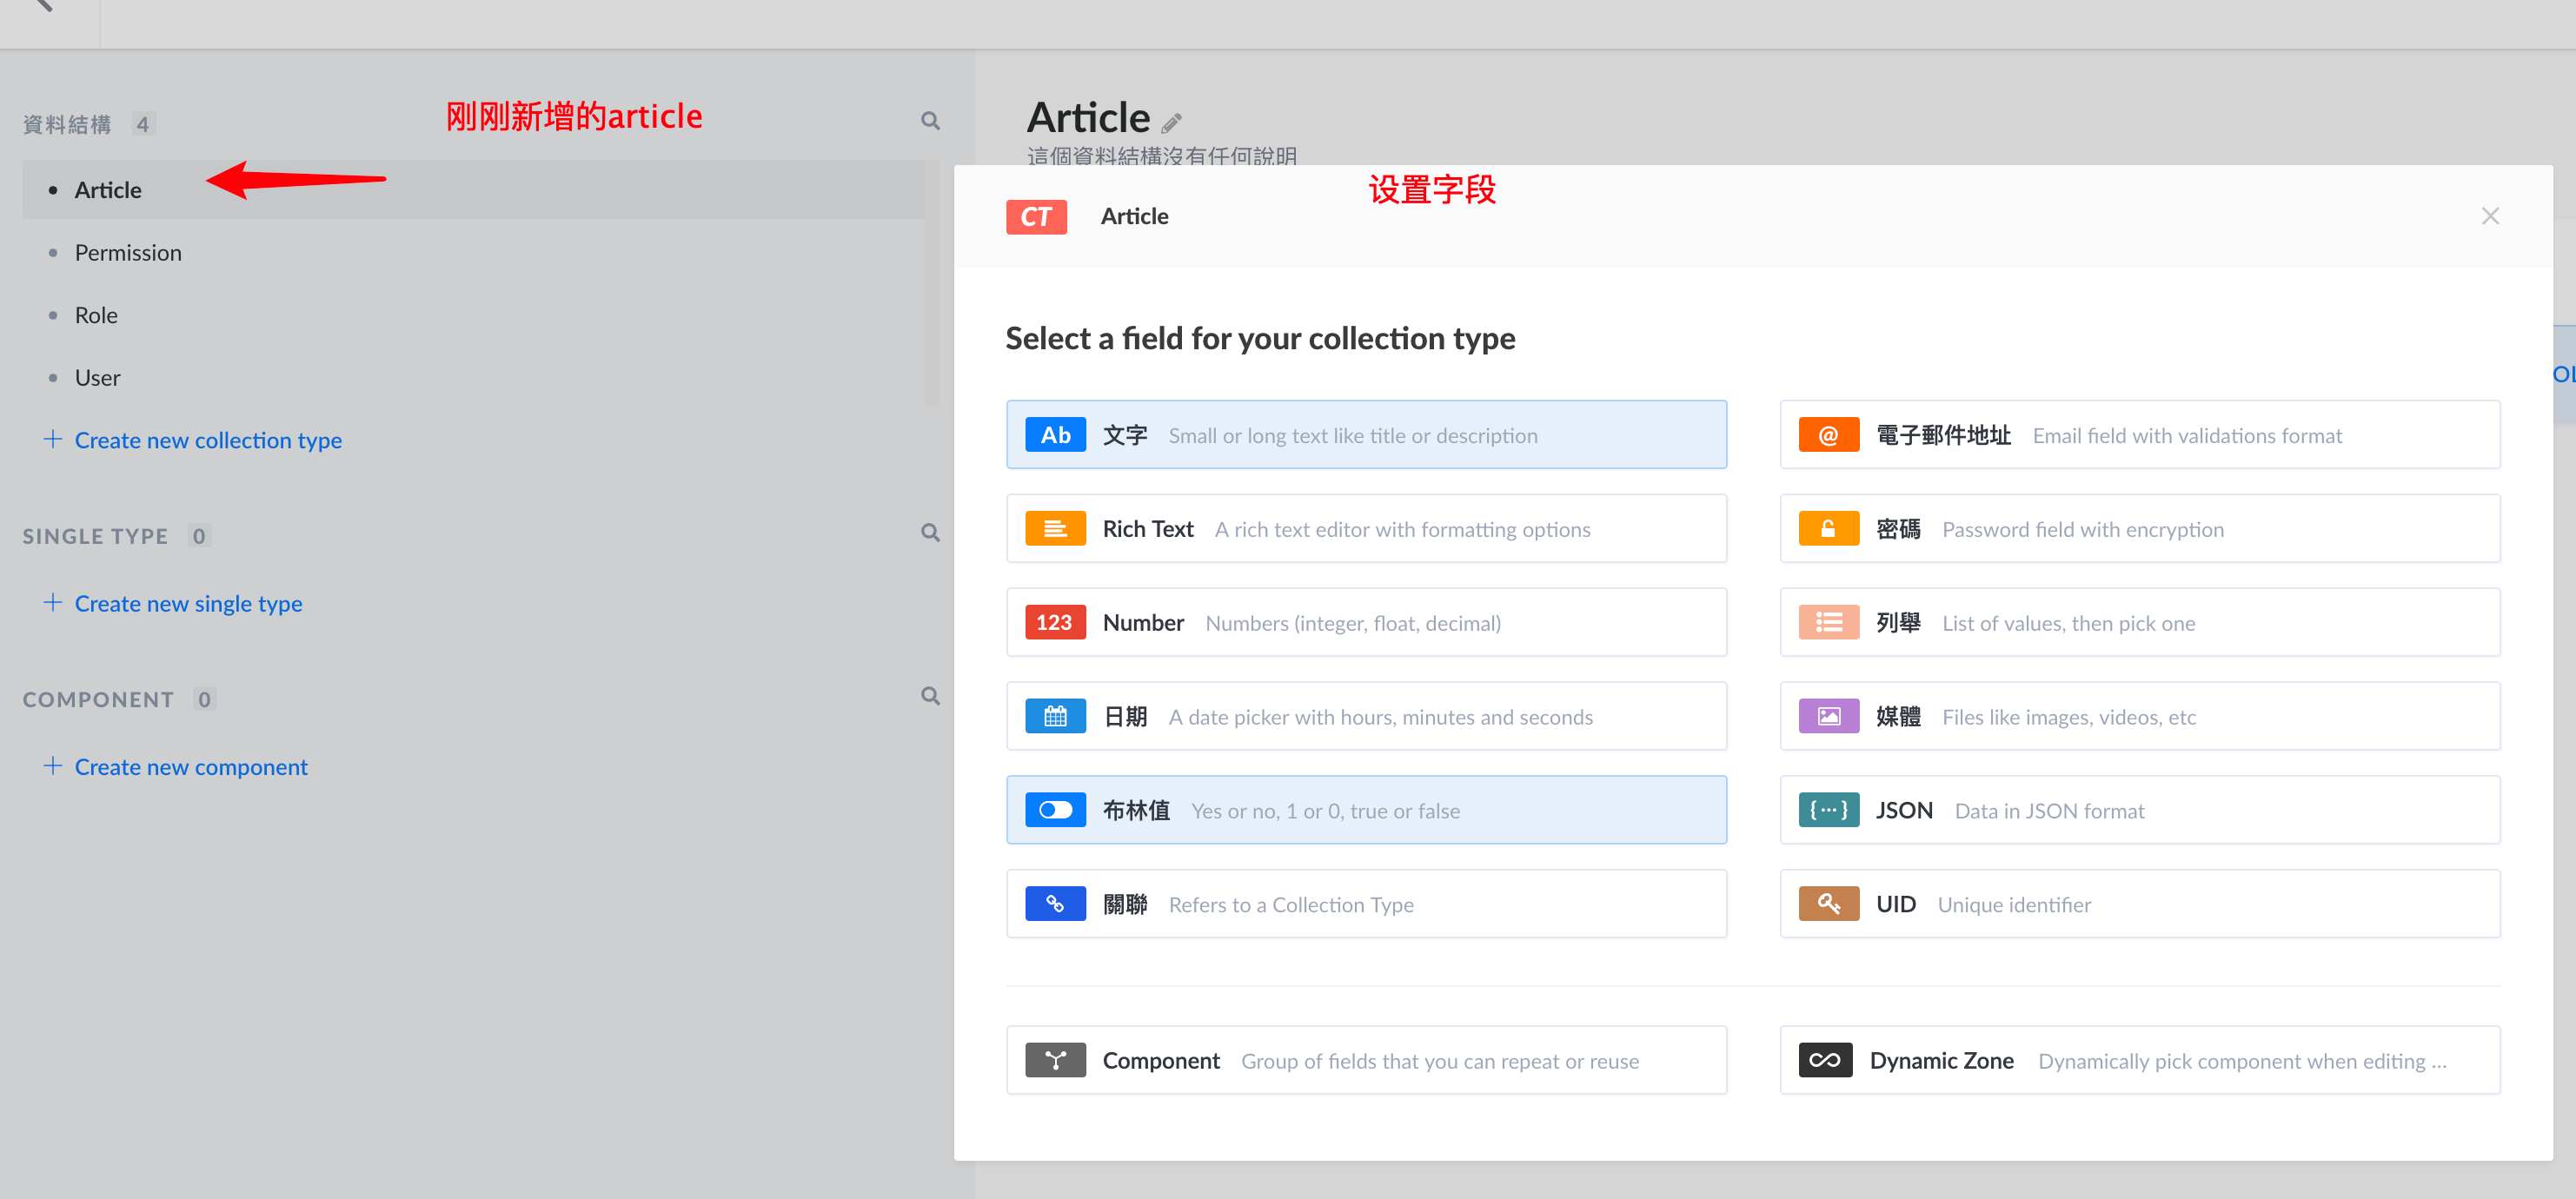 資料結構 4
刚刚新增的article
Article
Permission
Role
User
Create new collection type
SINGLE TYPE 0
Create new single type
COMPONENT 0
Create new component
Article
這個資料結構沒有任何說明
设置字段
CT Article
Select a field for your collection type
Ab 文字 Small or long text like title or description
@ 電子郵件地址 Email field with validations format
Rich Text A rich text editor with formatting options
密碼 Password field with encryption
123 Number Numbers (integer, float, decimal)
列舉 List of values, then pick one
日期 A date picker with hours, minutes and seconds
媒體 Files like images, videos, etc
布林值 Yes or no, 1 or 0, true or false
{...} JSON Data in JSON format
關聯 Refers to a Collection Type
UID Unique identifier
Component Group of fields that you can repeat or reuse
Dynamic Zone Dynamically pick component when editing ...